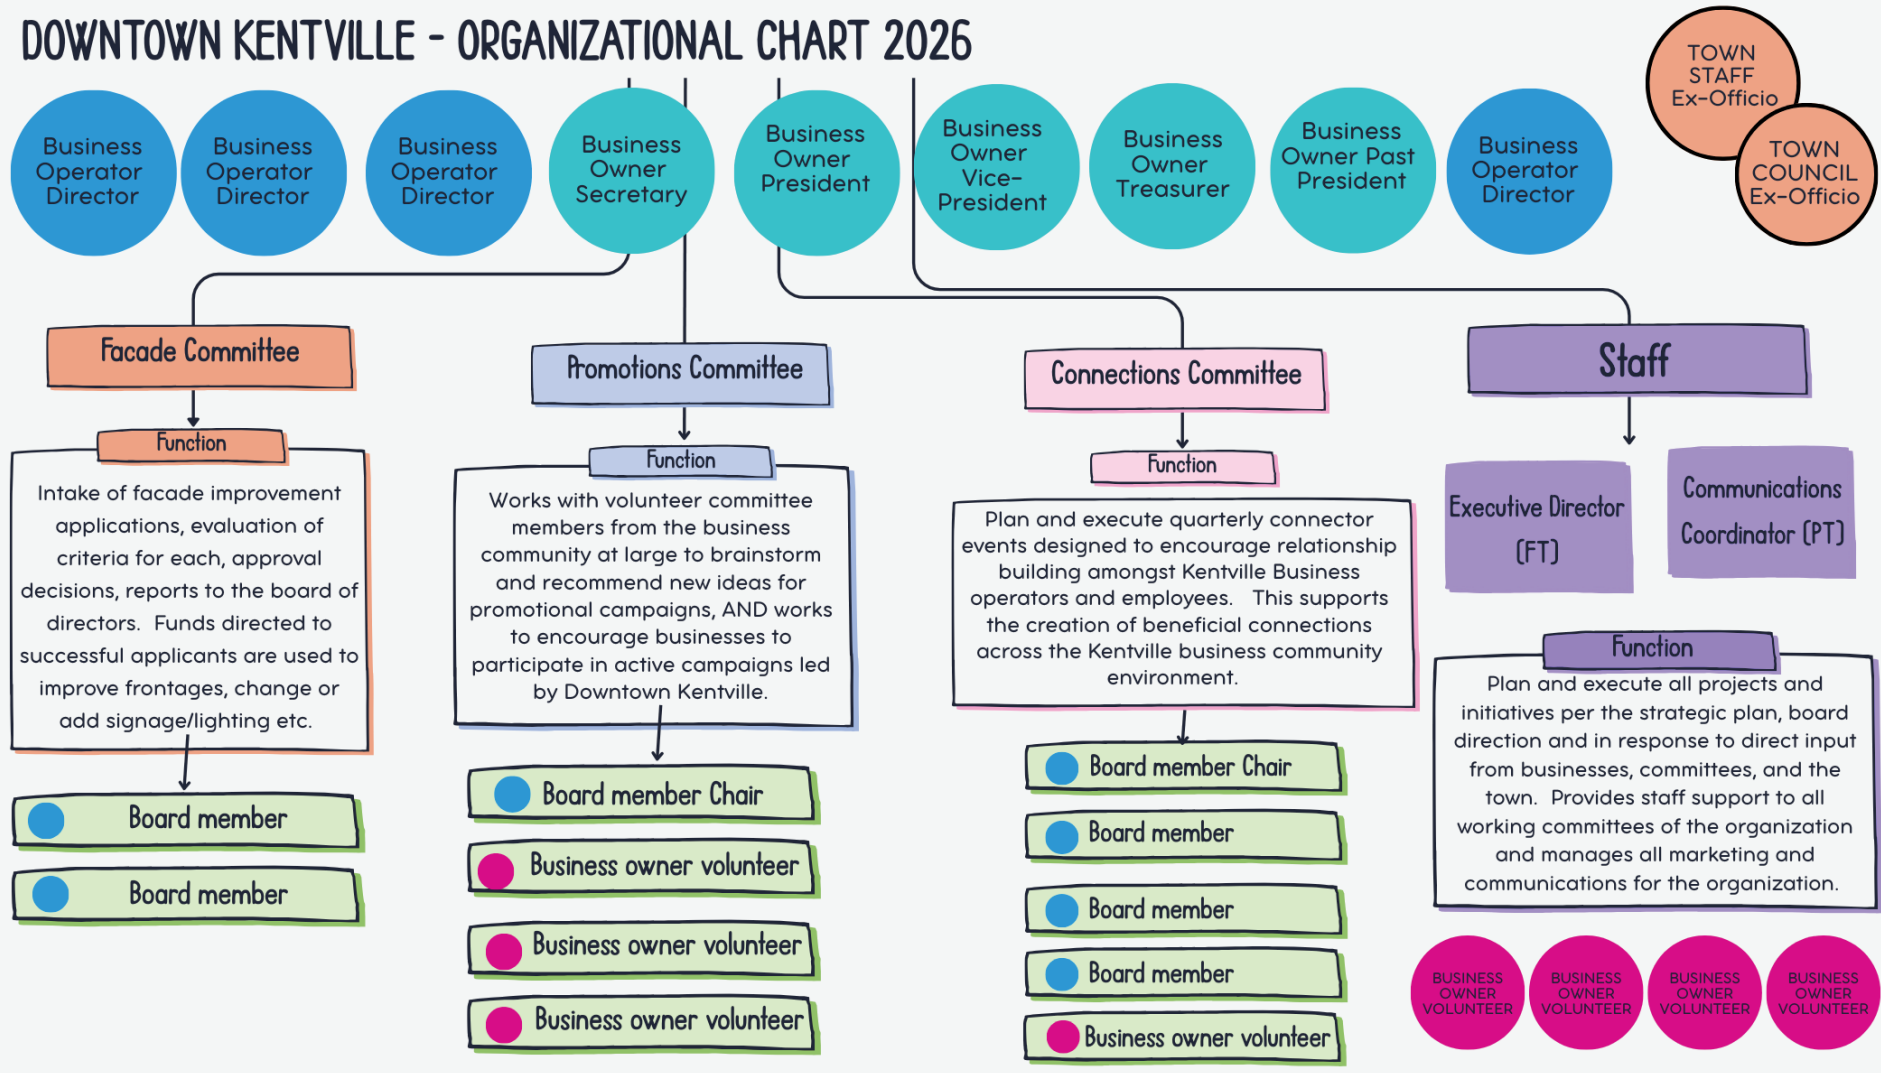 DOWNTOWN KENTVILLE - ORGANIZATIONAL CHART 2026
TOWN
STAFF
Ex-Officio
TOWN
COUNCIL
Ex-Officio
Business
Operator
Director
Business
Operator
Director
Business
Operator
Director
Business
Owner
Secretary
Business
Owner
President
Business
Owner
Vice-
President
Business
Owner
Treasurer
Business
Owner Past
President
Business
Operator
Director
Facade Committee
Function
Intake of facade improvement
applications, evaluation of
criteria for each, approval
decisions, reports to the board of
directors. Funds directed to
successful applicants are used to
improve frontages, change or
add signage/lighting etc.
Board member
Board member
Promotions Committee
Function
Works with volunteer committee
members from the business
community at large to brainstorm
and recommend new ideas for
promotional campaigns, AND works
to encourage businesses to
participate in active campaigns led
by Downtown Kentville.
Board member Chair
Business owner volunteer
Business owner volunteer
Business owner volunteer
Connections Committee
Function
Plan and execute quarterly connector
events designed to encourage relationship
building amongst Kentville Business
operators and employees. This supports
the creation of beneficial connections
across the Kentville business community
environment.
Board member Chair
Board member
Board member
Board member
Business owner volunteer
Staff
Executive Director
(FT)
Communications
Coordinator (PT)
Function
Plan and execute all projects and
initiatives per the strategic plan, board
direction and in response to direct input
from businesses, committees, and the
town. Provides staff support to all
working committees of the organization
and manages all marketing and
communications for the organization.
BUSINESS
OWNER
VOLUNTEER
BUSINESS
OWNER
VOLUNTEER
BUSINESS
OWNER
VOLUNTEER
BUSINESS
OWNER
VOLUNTEER